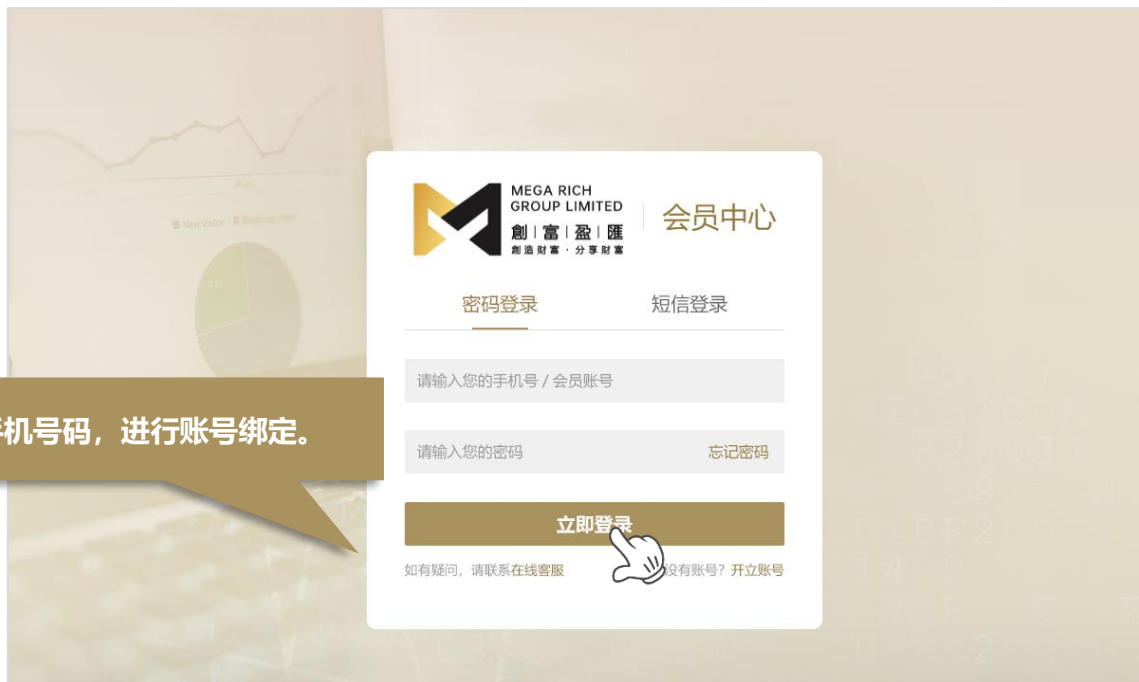 MEGA RICH
GROUP LIMITED
創|富|盈|匯
創造財富·分享財富
会员中心
密码登录
短信登录
请输入您的手机号 / 会员账号
手机号码，进行账号绑定。
请输入您的密码
忘记密码
立即登录
如有疑问，请联系在线客服
没有账号？开立账号